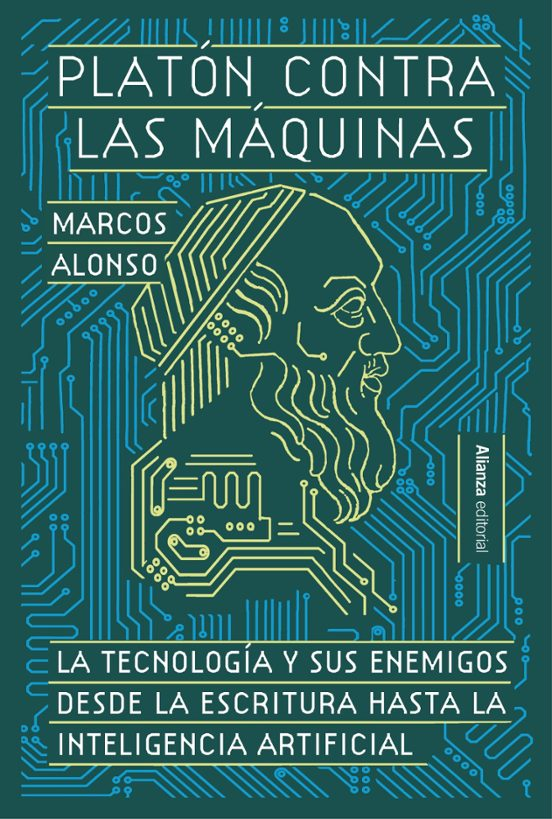 PLATÓN CONTRA
LAS MÁQUINAS
MARCOS
ALONSO
Alianza editorial
LA TECNOLOGÍA Y SUS ENEMIGOS
DESDE LA ESCRITURA HASTA LA
INTELIGENCIA ARTIFICIAL